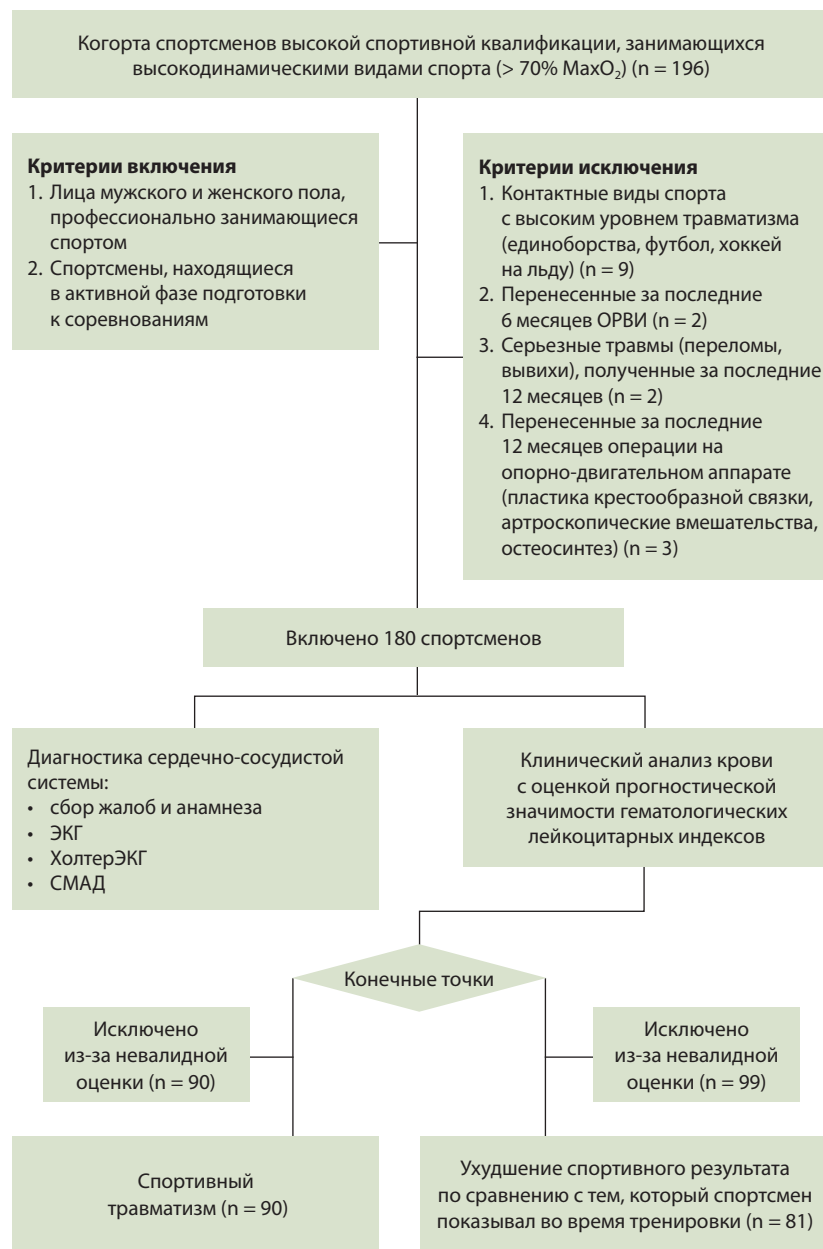 Когорта спортсменов высокой спортивной квалификации, занимающихся
высокодинамическими видами спорта (> 70% MaxO₂) (n = 196)
Критерии включения
1. Лица мужского и женского пола,
профессионально занимающиеся
спортом
2. Спортсмены, находящиеся
в активной фазе подготовки
к соревнованиям
Критерии исключения
1. Контактные виды спорта
с высоким уровнем травматизма
(единоборства, футбол, хоккей
на льду) (n = 9)
2. Перенесенные за последние
6 месяцев ОРВИ (n = 2)
3. Серьезные травмы (переломы,
вывихи), полученные за последние
12 месяцев (n = 2)
4. Перенесенные за последние
12 месяцев операции на
опорно-двигательном аппарате
(пластика крестообразной связки,
артроскопические вмешательства,
остеосинтез) (n = 3)
Включено 180 спортсменов
Диагностика сердечно-сосудистой
системы:
• сбор жалоб и анамнеза
• ЭКГ
• ХолтерЭКГ
• СМАД
Клинический анализ крови
с оценкой прогностической
значимости гематологических
лейкоцитарных индексов
Конечные точки
Исключено
из-за невалидной
оценки (n = 90)
Исключено
из-за невалидной
оценки (n = 99)
Спортивный
травматизм (n = 90)
Ухудшение спортивного результата
по сравнению с тем, который спортсмен
показывал во время тренировки (n = 81)